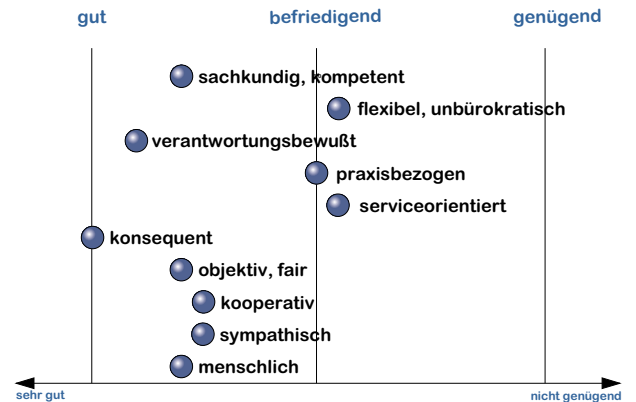 gut befriedigend genügend
sachkundig, kompetent
flexibel, unbürokratisch
verantwortungsbewußt
praxisbezogen
serviceorientiert
konsequent
objektiv, fair
kooperativ
sympathisch
menschlich
sehr gut nicht genügend